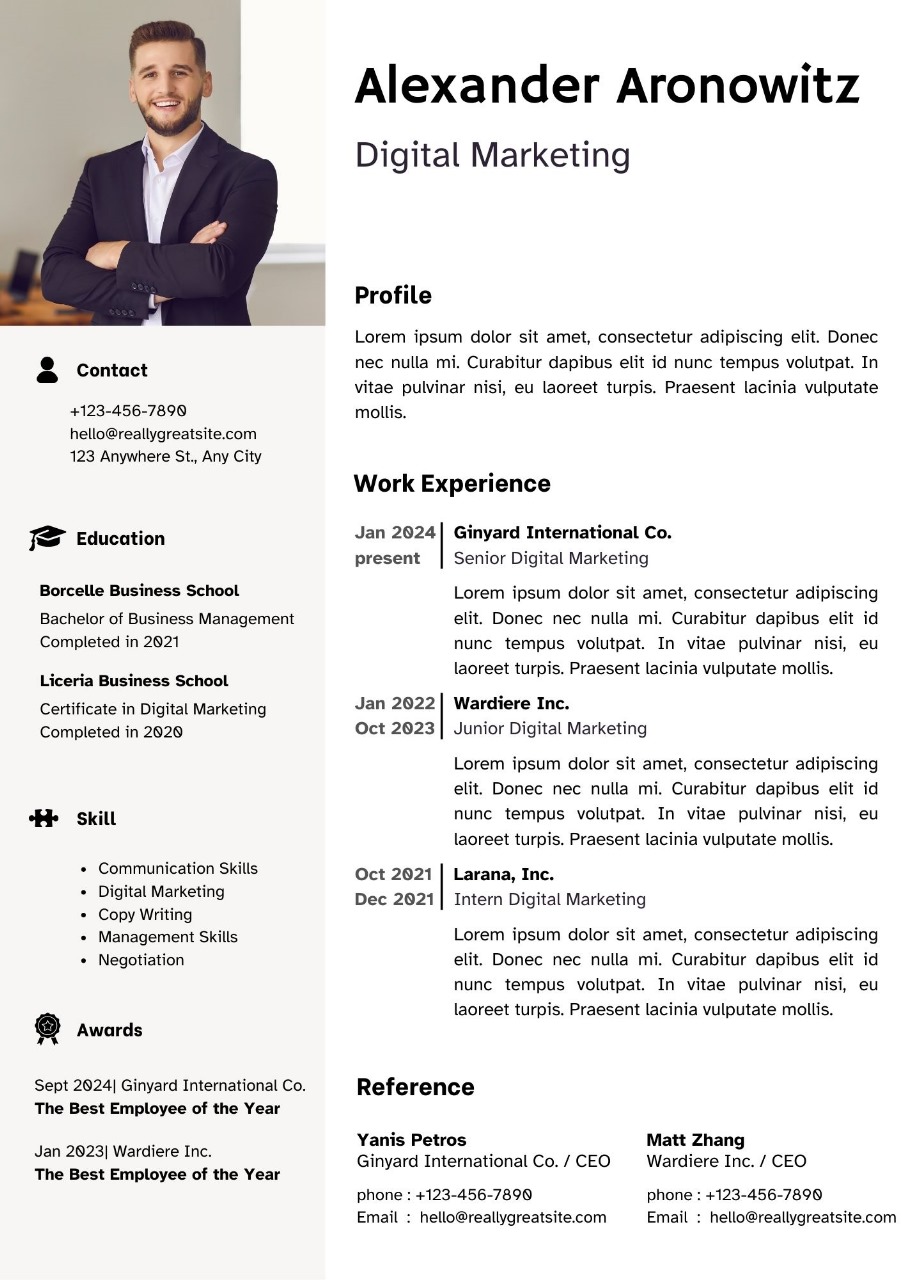 Alexander Aronowitz
Digital Marketing
Contact
+123-456-7890
hello@reallygreatsite.com
123 Anywhere St., Any City
Education
Borcelle Business School
Bachelor of Business Management
Completed in 2021
Liceria Business School
Certificate in Digital Marketing
Completed in 2020
Skill
• Communication Skills
• Digital Marketing
• Copy Writing
• Management Skills
• Negotiation
Awards
Sept 2024| Ginyard International Co.
The Best Employee of the Year
Jan 2023| Wardiere Inc.
The Best Employee of the Year
Profile
Lorem ipsum dolor sit amet, consectetur adipiscing elit. Donec
nec nulla mi. Curabitur dapibus elit id nunc tempus volutpat. In
vitae pulvinar nisi, eu laoreet turpis. Praesent lacinia vulputate
mollis.
Work Experience
Jan 2024 Ginyard International Co.
present Senior Digital Marketing
Lorem ipsum dolor sit amet, consectetur adipiscing
elit. Donec nec nulla mi. Curabitur dapibus elit id
nunc tempus volutpat. In vitae pulvinar nisi, eu
laoreet turpis. Praesent lacinia vulputate mollis.
Jan 2022 Wardiere Inc.
Oct 2023 Junior Digital Marketing
Lorem ipsum dolor sit amet, consectetur adipiscing
elit. Donec nec nulla mi. Curabitur dapibus elit id
nunc tempus volutpat. In vitae pulvinar nisi, eu
laoreet turpis. Praesent lacinia vulputate mollis.
Oct 2021 Larana, Inc.
Dec 2021 Intern Digital Marketing
Lorem ipsum dolor sit amet, consectetur adipiscing
elit. Donec nec nulla mi. Curabitur dapibus elit id
nunc tempus volutpat. In vitae pulvinar nisi, eu
laoreet turpis. Praesent lacinia vulputate mollis.
Reference
Yanis Petros
Ginyard International Co. / CEO
phone : +123-456-7890
Email : hello@reallygreatsite.com
Matt Zhang
Wardiere Inc. / CEO
phone : +123-456-7890
Email : hello@reallygreatsite.com